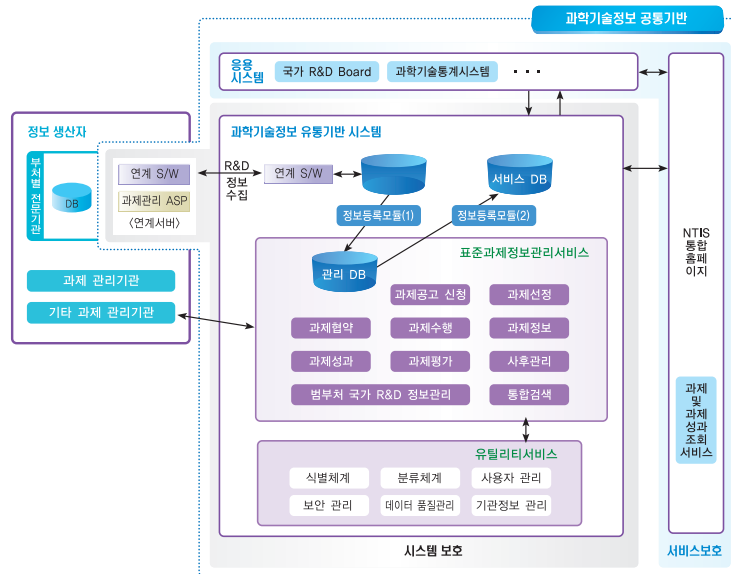 과학기술정보 공통기반
응용
시스템
국가 R&D Board
과학기술통계시스템
· · ·
정보 생산자
부처별 전문기관
DB
과제 관리기관
기타 과제 관리기관
연계 S/W
과제관리 ASP
〈연계서버〉
R&D
정보
수집
과학기술정보 유통기반 시스템
연계 S/W
서비스 DB
정보등록모듈(1)
정보등록모듈(2)
관리 DB
표준과제정보관리서비스
과제공고 신청
과제선정
과제협약
과제수행
과제정보
과제성과
과제평가
사후관리
범부처 국가 R&D 정보관리
통합검색
유틸리티서비스
식별체계
분류체계
사용자 관리
보안 관리
데이터 품질관리
기관정보 관리
시스템 보호
NTIS
통합
홈페
이지
과제
및
과제
성과
조회
서비스
서비스보호